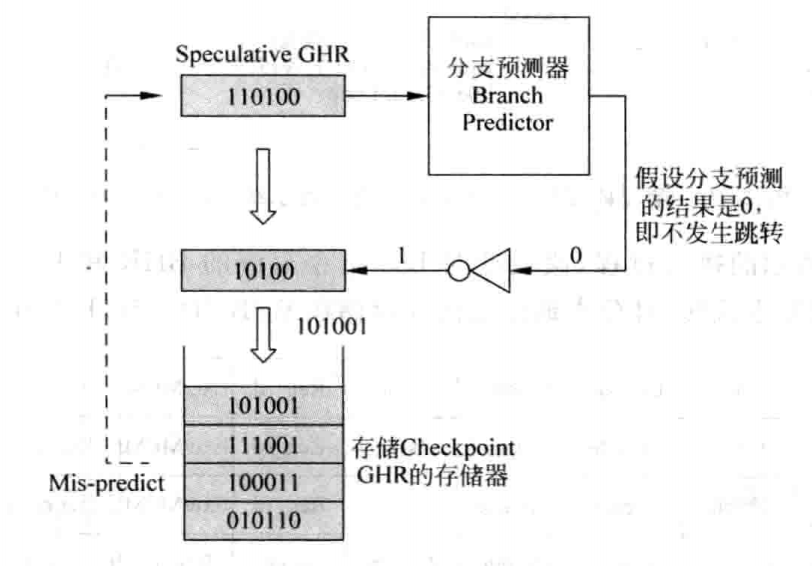 Speculative GHR
110100
分支预测器
Branch
Predictor
假设分支预测
的结果是0,
即不发生跳转
10100
1
0
101001
101001
111001
100011
010110
存储Checkpoint
GHR的存储器
Mis-predict